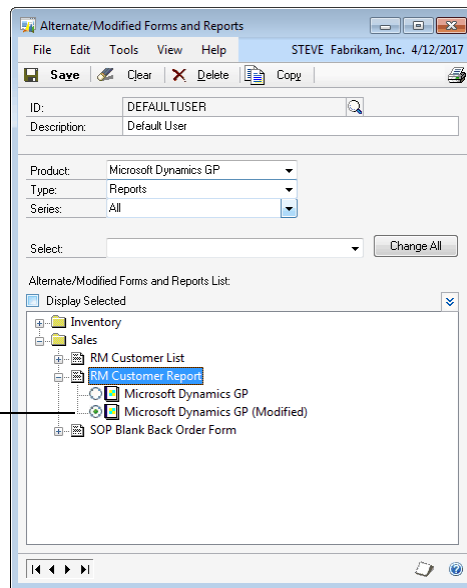 Alternate/Modified Forms and Reports
File Edit Tools View Help STEVE Fabrikam, Inc. 4/12/2017
Save Clear Delete Copy
ID: DEFAULTUSER
Description: Default User
Product: Microsoft Dynamics GP
Type: Reports
Series: All
Select: Change All
Alternate/Modified Forms and Reports List:
Display Selected
Inventory
Sales
RM Customer List
RM Customer Report
Microsoft Dynamics GP
Microsoft Dynamics GP (Modified)
SOP Blank Back Order Form